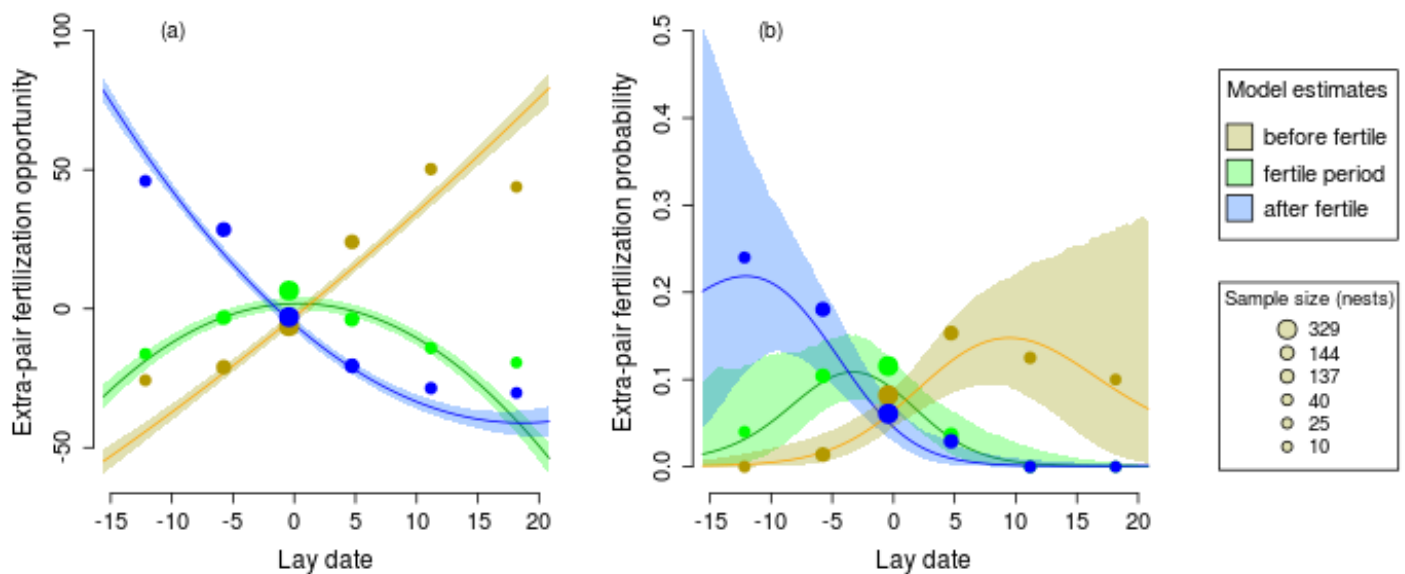 (a)
Extra-pair fertilization opportunity
100
50
0
-50
-15 -10 -5 0 5 10 15 20
Lay date
(b)
Extra-pair fertilization probability
0.5
0.4
0.3
0.2
0.1
0.0
-15 -10 -5 0 5 10 15 20
Lay date
Model estimates
before fertile
fertile period
after fertile
Sample size (nests)
329
144
137
40
25
10